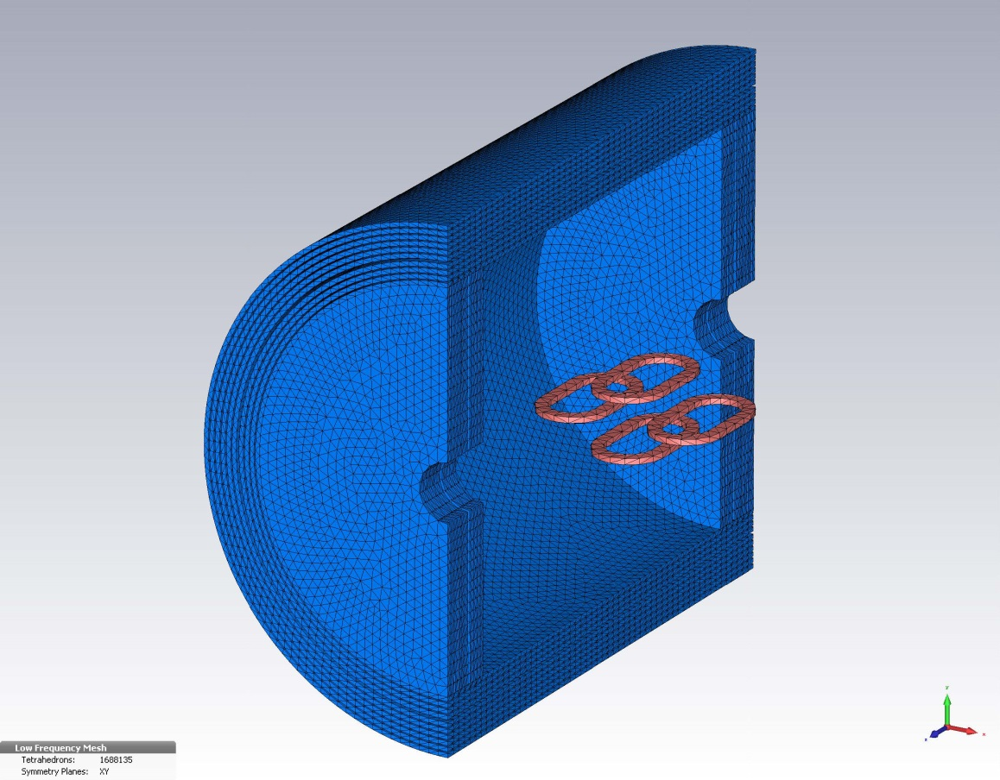 Low Frequency Mesh
Tetrahedrons: 1688135
Symmetry Planes: XY
y
x
z